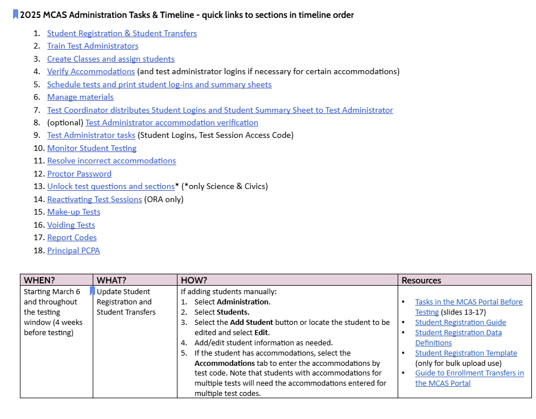 2025 MCAS Administration Tasks & Timeline - quick links to sections in timeline order
1. Student Registration & Student Transfers
2. Train Test Administrators
3. Create Classes and assign students
4. Verify Accommodations (and test administrator logins if necessary for certain accommodations)
5. Schedule tests and print student log-ins and summary sheets
6. Manage materials
7. Test Coordinator distributes Student Logins and Student Summary Sheet to Test Administrator
8. (optional) Test Administrator accommodation verification
9. Test Administrator tasks (Student Logins, Test Session Access Code)
10. Monitor Student Testing
11. Resolve incorrect accommodations
12. Proctor Password
13. Unlock test questions and sections* (*only Science & Civics)
14. Reactivating Test Sessions (ORA only)
15. Make-up Tests
16. Voiding Tests
17. Report Codes
18. Principal PCPA
WHEN? WHAT? HOW? Resources
Starting March 6
and throughout
the testing
window (4 weeks
before testing)
Update Student
Registration and
Student Transfers
If adding students manually:
1. Select Administration.
2. Select Students.
3. Select the Add Student button or locate the student to be
edited and select Edit.
4. Add/edit student information as needed.
5. If the student has accommodations, select the
Accommodations tab to enter the accommodations by
test code. Note that students with accommodations for
multiple tests will need the accommodations entered for
multiple test codes.
• Tasks in the MCAS Portal Before
Testing (slides 13-17)
• Student Registration Guide
• Student Registration Data
Definitions
• Student Registration Template
(only for bulk upload use)
• Guide to Enrollment Transfers in
the MCAS Portal